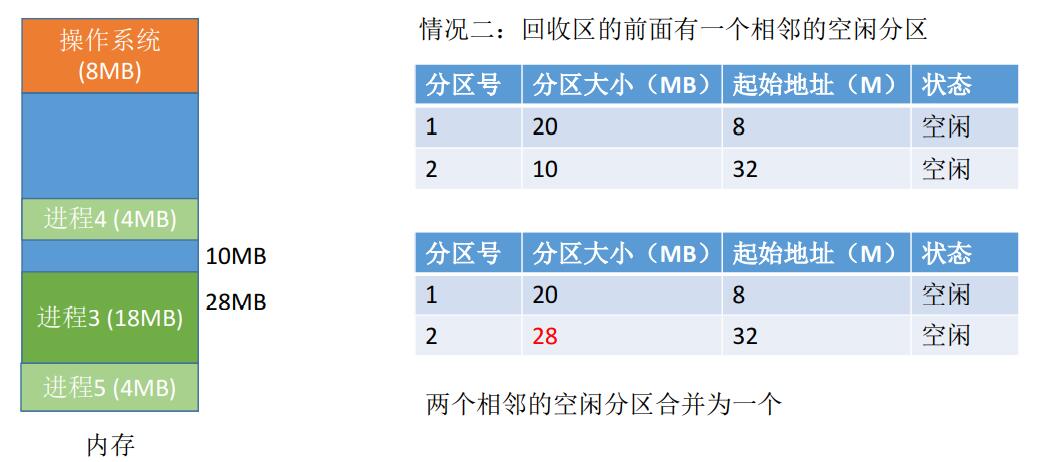 操作系统
(8MB)
进程4 (4MB)
10MB
进程3 (18MB)
28MB
进程5 (4MB)
内存
情况二：回收区的前面有一个相邻的空闲分区
分区号 分区大小（MB） 起始地址（M） 状态
1 20 8 空闲
2 10 32 空闲
分区号 分区大小（MB） 起始地址（M） 状态
1 20 8 空闲
2 28 32 空闲
两个相邻的空闲分区合并为一个